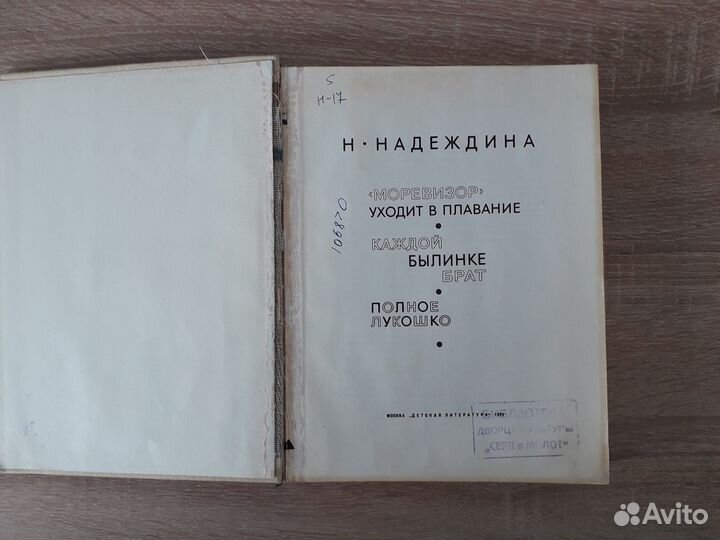 5
Н-17
Н • НАДЕЖДИНА
«МОРЕВИЗОР»
УХОДИТ В ПЛАВАНИЕ
•
КАЖДОЙ
БЫЛИНКЕ
БРАТ
•
ПОЛНОЕ
ЛУКОШКО
•
106870
МОСКВА „ДЕТСКАЯ ЛИТЕРАТУРА“
БИБЛИОТЕКА
ДВОРЦА КУЛЬТУРЫ
„СЕРП и МОЛОТ“
Avito